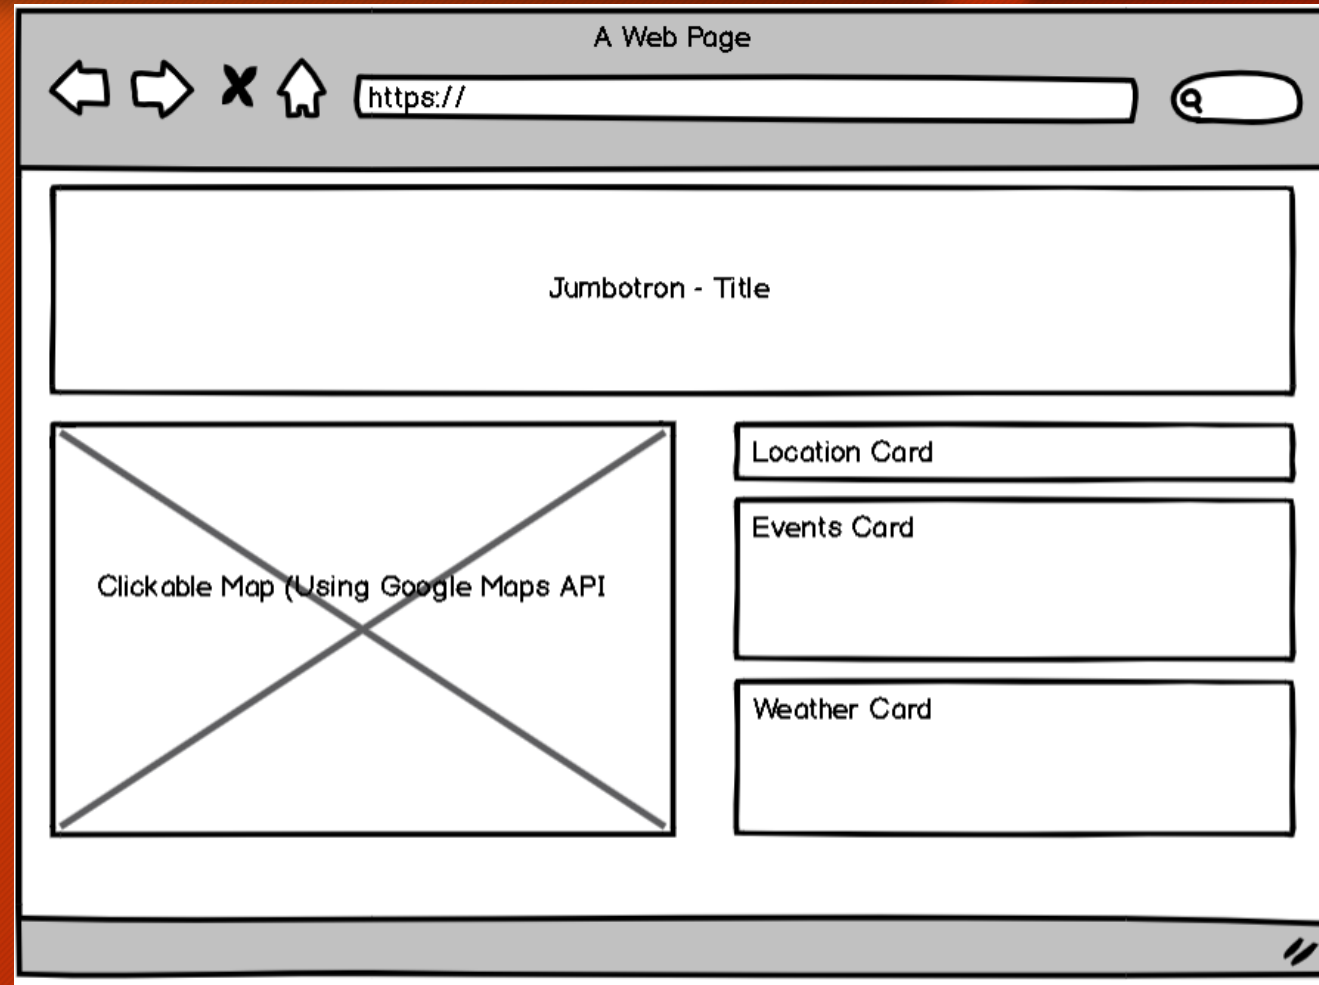 A Web Page
https://
Jumbotron - Title
Clickable Map (Using Google Maps API
Location Card
Events Card
Weather Card